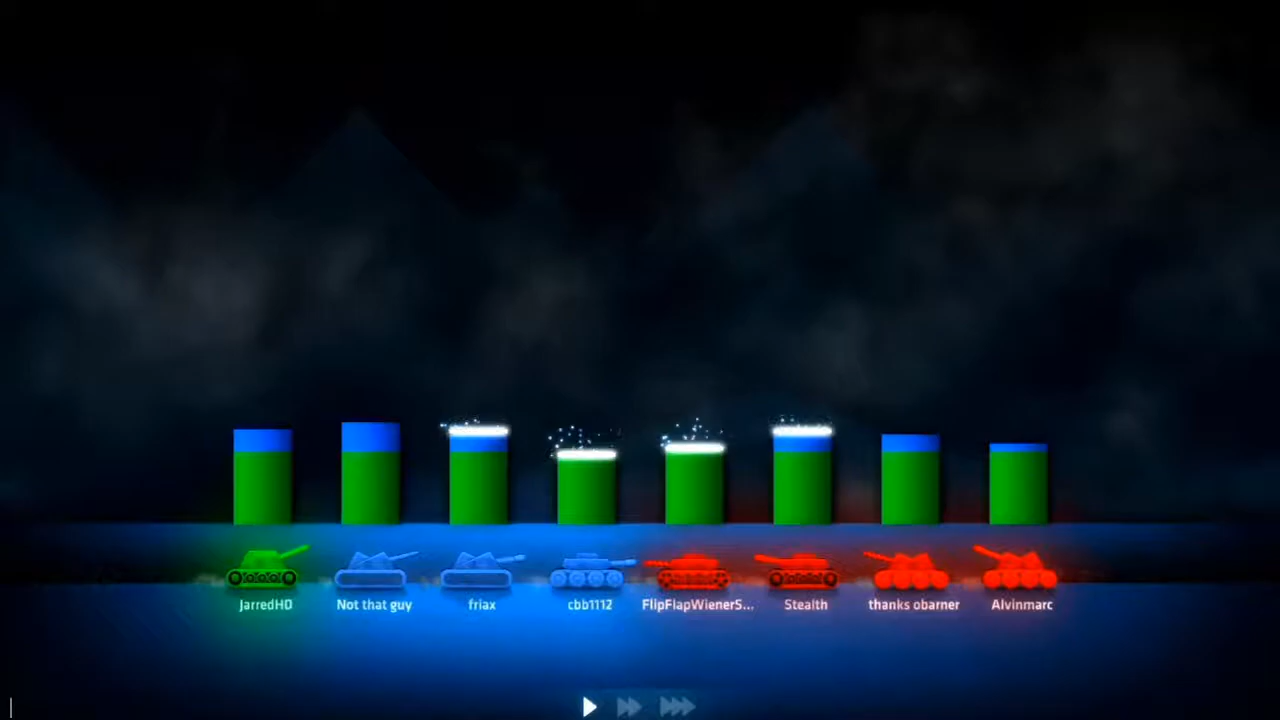 JarredHD
Not that guy
friax
cbb1112
FlipFlapWienerS...
Stealth
thanks obarner
Alvinmarc